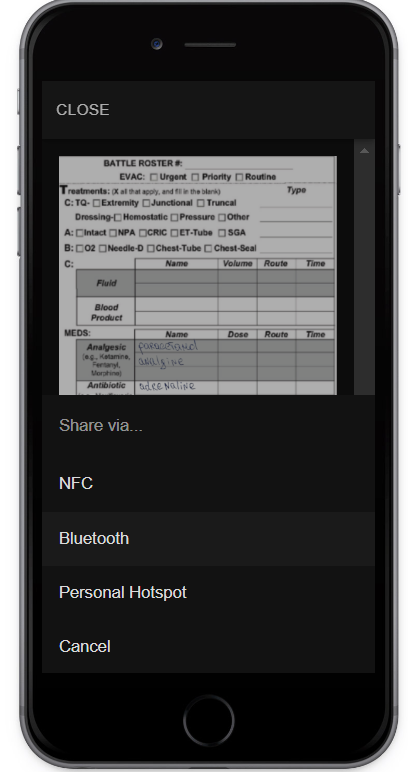 CLOSE
BATTLE ROSTER #:
EVAC: □ Urgent □ Priority □ Routine
Treatments: (X all that apply, and fill in the blank) Type
C: TQ- □ Extremity □ Junctional □ Truncal
Dressing- □ Hemostatic □ Pressure □ Other
A: □ Intact □ NPA □ CRIC □ ET-Tube □ SGA
B: □ O2 □ Needle-D □ Chest-Tube □ Chest-Seal
C: Name Volume Route Time
Fluid
Blood
Product
MEDS: Name Dose Route Time
Analgesic paracetamol
(e.g., Ketamine, analgine
Fentanyl,
Morphine)
Antibiotic adrenaline
Share via...
NFC
Bluetooth
Personal Hotspot
Cancel